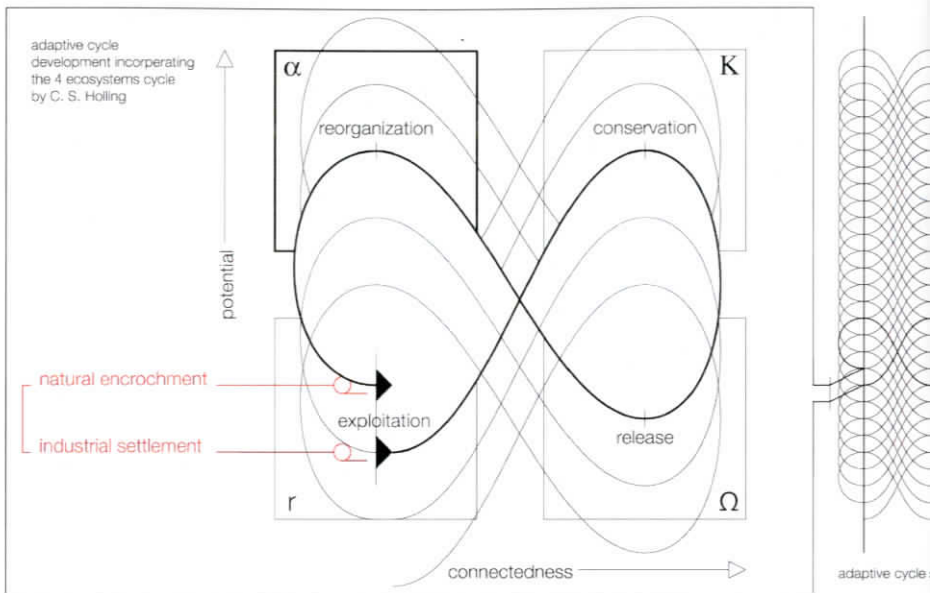 adaptive cycle
development incorperating
the 4 ecosystems cycle
by C. S. Holling
α
K
reorganization
conservation
potential
natural encrochment
exploitation
industrial settlement
release
r
Ω
connectedness
adaptive cycle